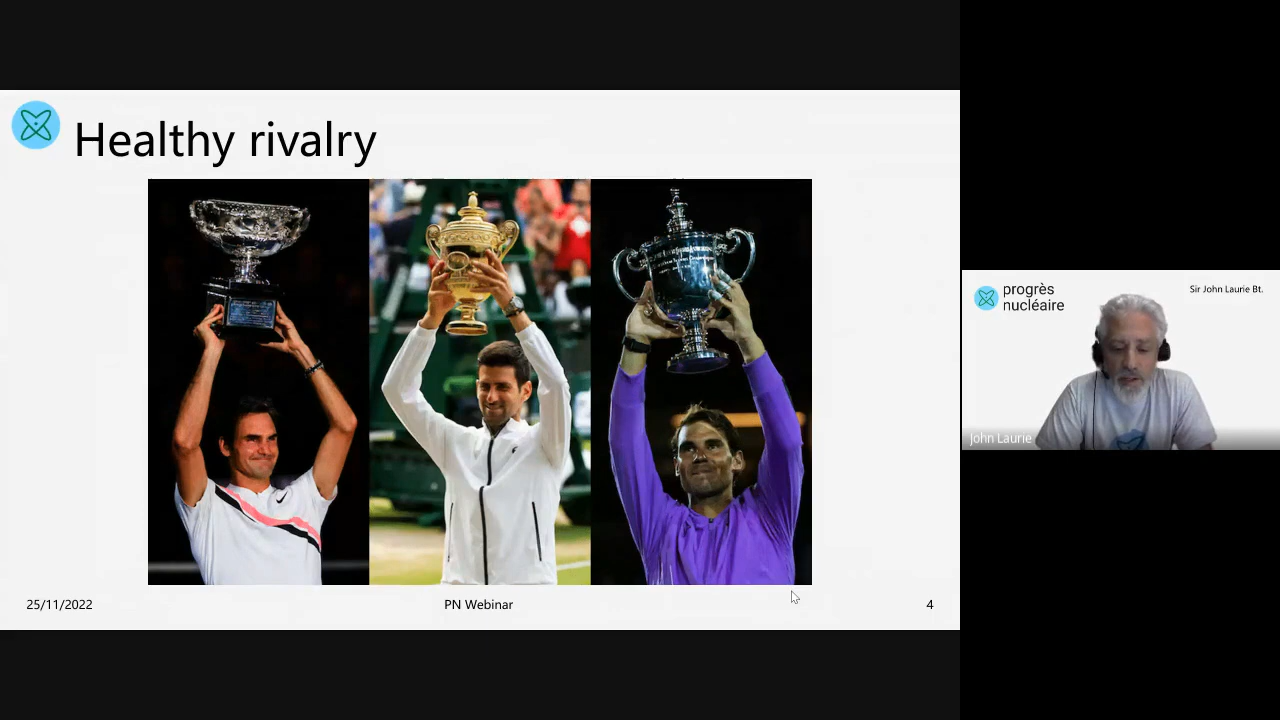 Healthy rivalry
25/11/2022
PN Webinar
4
progrès
nucléaire
Sir John Laurie Bt.
John Laurie